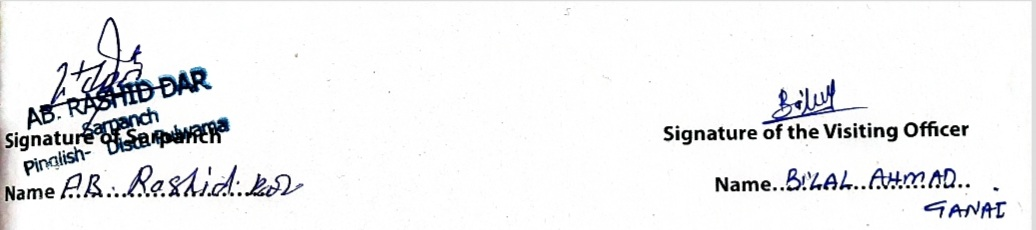 AB. RASHID DAR
Sarpanch
Signature of Sarpanch
Pinglish- Distt. Pulwama
Name A.B. Rashid Dar
Bilal
Signature of the Visiting Officer
Name..BILAL AHMAD..
GANAI